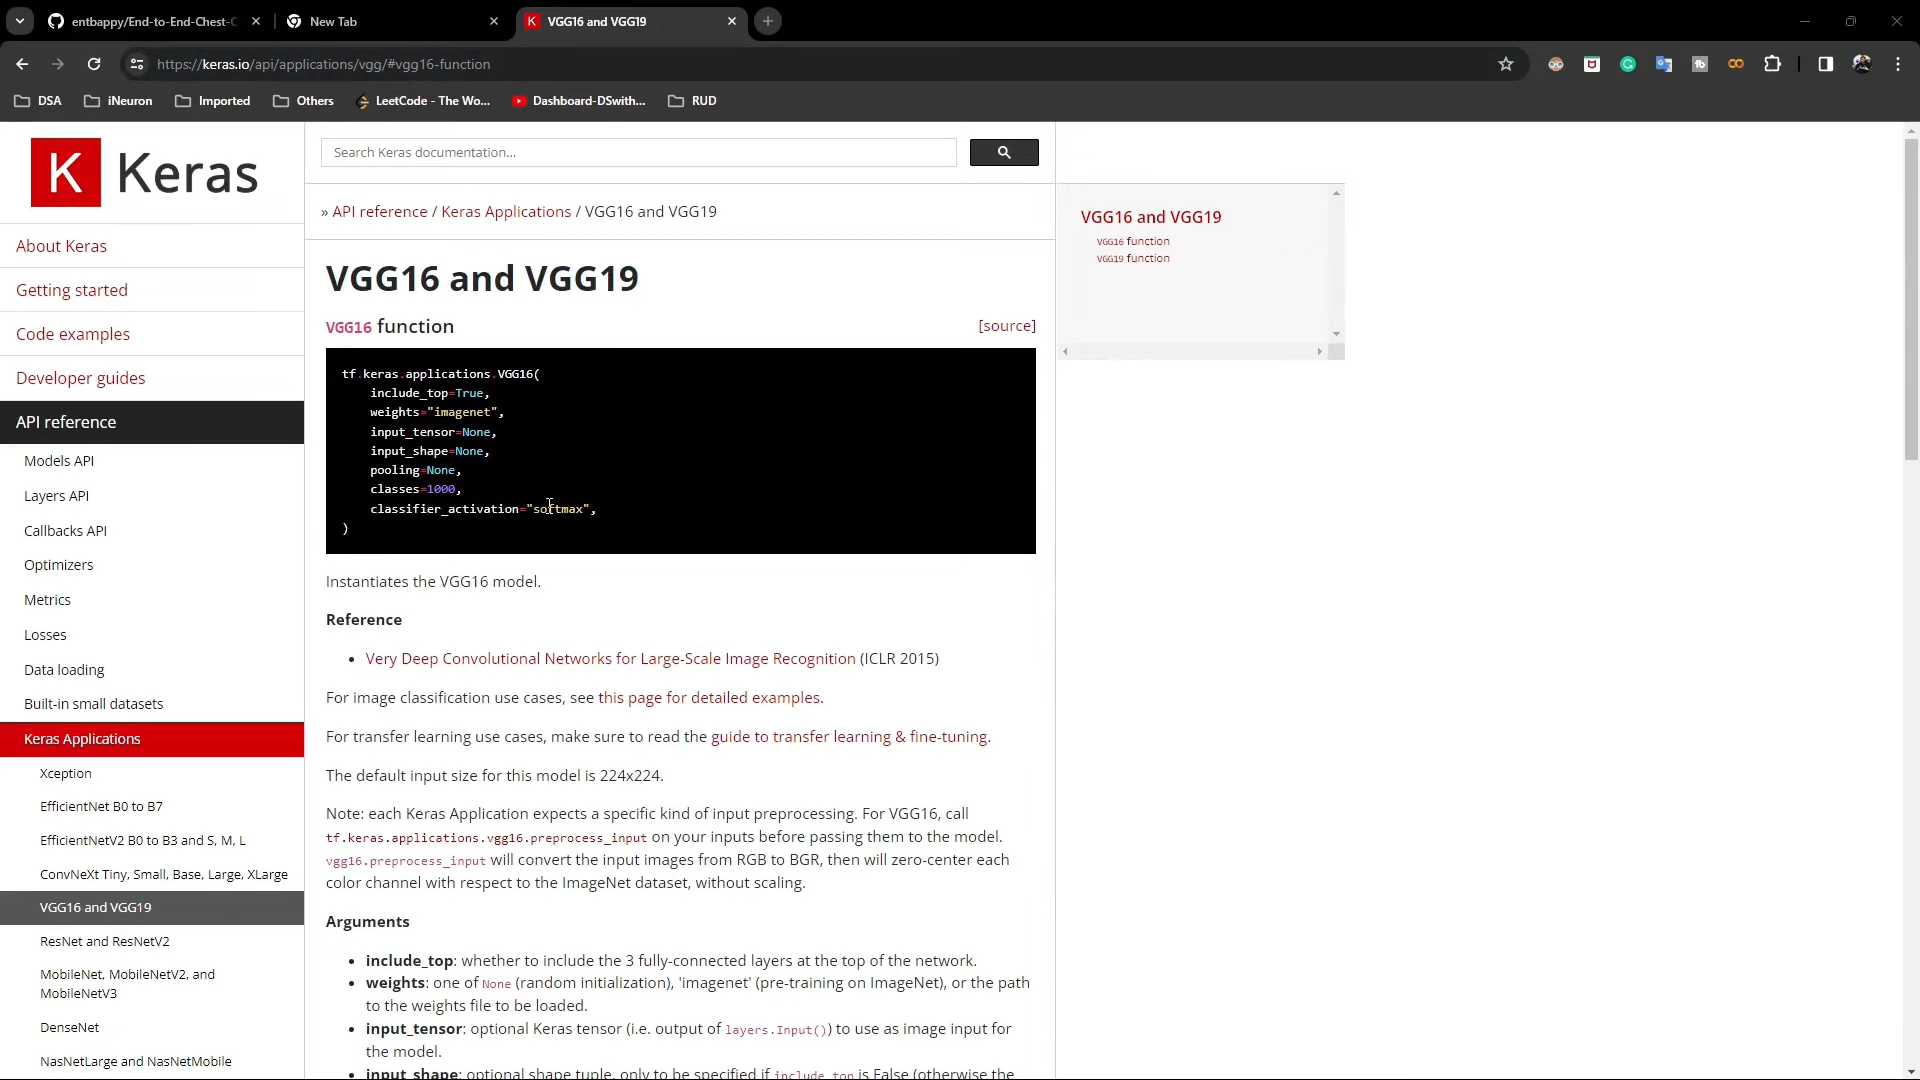 entbappy/End-to-End-Chest-C
New Tab
K VGG16 and VGG19
https://keras.io/api/applications/vgg/#vgg16-function
DSA
iNeuron
Imported
Others
LeetCode - The Wo...
Dashboard-DSwith...
RUD
K Keras
Search Keras documentation...
» API reference / Keras Applications / VGG16 and VGG19
About Keras
Getting started
Code examples
Developer guides
API reference
Models API
Layers API
Callbacks API
Optimizers
Metrics
Losses
Data loading
Built-in small datasets
Keras Applications
Xception
EfficientNet B0 to B7
EfficientNetV2 B0 to B3 and S, M, L
ConvNeXt Tiny, Small, Base, Large, XLarge
VGG16 and VGG19
ResNet and ResNetV2
MobileNet, MobileNetV2, and
MobileNetV3
DenseNet
NasNetLarge and NasNetMobile
VGG16 and VGG19
VGG16 function
[source]
tf.keras.applications.VGG16(
include_top=True,
weights="imagenet",
input_tensor=None,
input_shape=None,
pooling=None,
classes=1000,
classifier_activation="softmax",
)
Instantiates the VGG16 model.
Reference
• Very Deep Convolutional Networks for Large-Scale Image Recognition (ICLR 2015)
For image classification use cases, see this page for detailed examples.
For transfer learning use cases, make sure to read the guide to transfer learning & fine-tuning.
The default input size for this model is 224x224.
Note: each Keras Application expects a specific kind of input preprocessing. For VGG16, call
tf.keras.applications.vgg16.preprocess_input on your inputs before passing them to the model.
vgg16.preprocess_input will convert the input images from RGB to BGR, then will zero-center each
color channel with respect to the ImageNet dataset, without scaling.
Arguments
• include_top: whether to include the 3 fully-connected layers at the top of the network.
• weights: one of None (random initialization), 'imagenet' (pre-training on ImageNet), or the path
to the weights file to be loaded.
• input_tensor: optional Keras tensor (i.e. output of layers.Input()) to use as image input for
the model.
• input_shape: optional shape tuple, only to be specified if include_top is False (otherwise the
VGG16 and VGG19
VGG16 function
VGG19 function